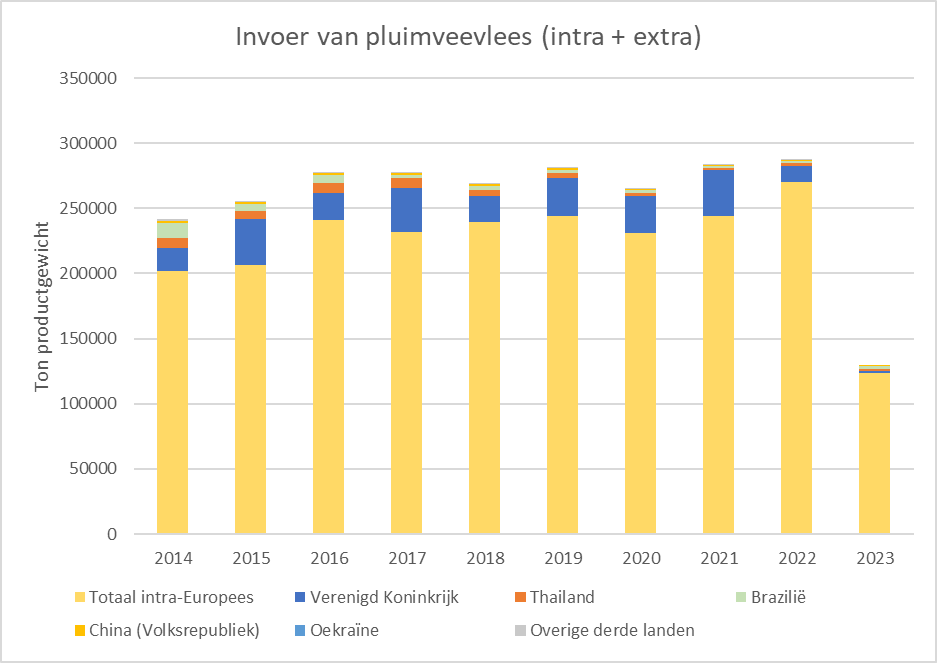 Invoer van pluimveevlees (intra + extra)
Ton productgewicht
350000
300000
250000
200000
150000
100000
50000
0
2014 2015 2016 2017 2018 2019 2020 2021 2022 2023
Totaal intra-Europees Verenigd Koninkrijk Thailand Brazilië
China (Volksrepubliek) Oekraïne Overige derde landen